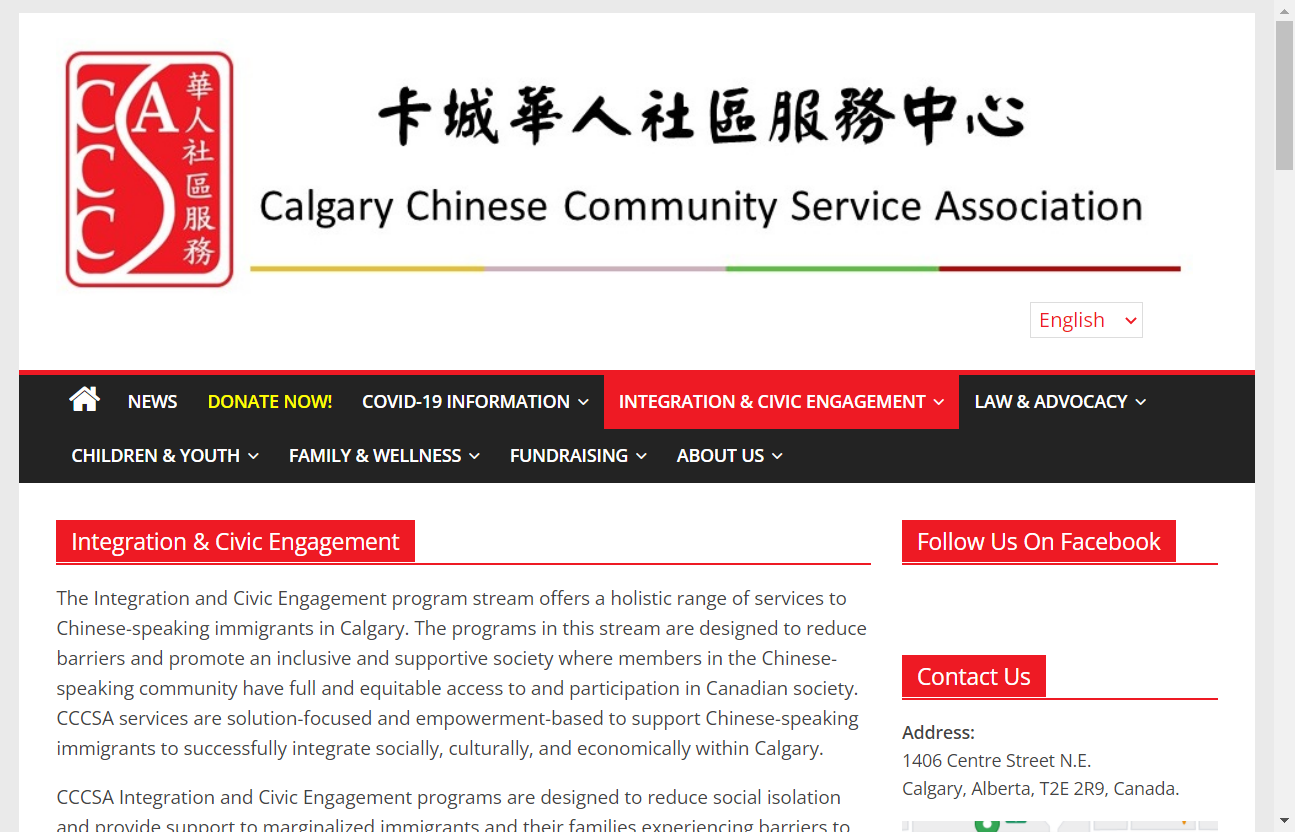 CASCCC
華人社區服務
卡城華人社區服務中心
Calgary Chinese Community Service Association
English
NEWS DONATE NOW! COVID-19 INFORMATION INTEGRATION & CIVIC ENGAGEMENT LAW & ADVOCACY
CHILDREN & YOUTH FAMILY & WELLNESS FUNDRAISING ABOUT US
Integration & Civic Engagement
The Integration and Civic Engagement program stream offers a holistic range of services to
Chinese-speaking immigrants in Calgary. The programs in this stream are designed to reduce
barriers and promote an inclusive and supportive society where members in the Chinese-
speaking community have full and equitable access to and participation in Canadian society.
CCCSA services are solution-focused and empowerment-based to support Chinese-speaking
immigrants to successfully integrate socially, culturally, and economically within Calgary.
CCCSA Integration and Civic Engagement programs are designed to reduce social isolation
and provide support to marginalized immigrants and their families experiencing barriers to
Follow Us On Facebook
Contact Us
Address:
1406 Centre Street N.E.
Calgary, Alberta, T2E 2R9, Canada.